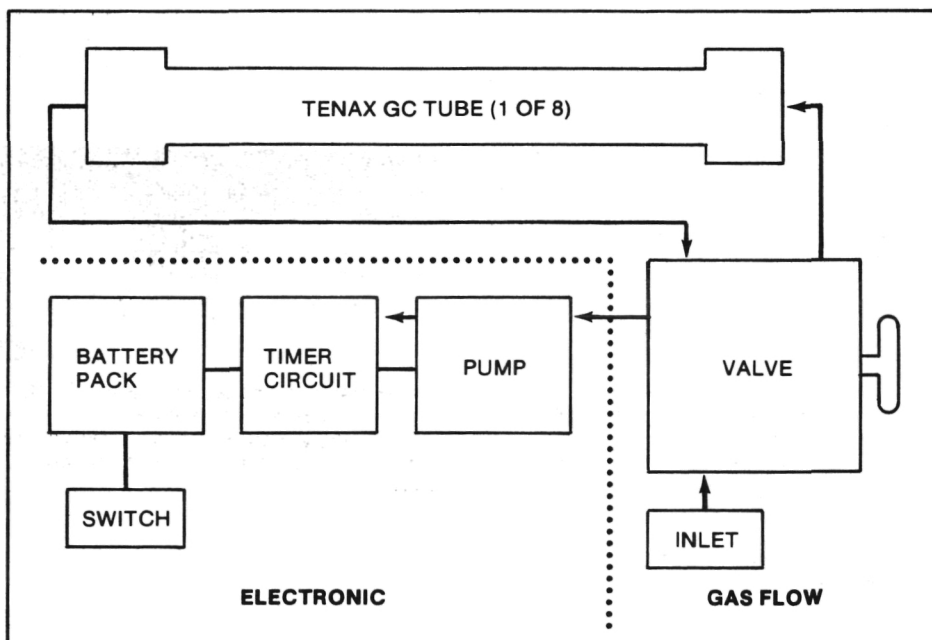 TENAX GC TUBE (1 OF 8)
BATTERY
PACK
TIMER
CIRCUIT
PUMP
VALVE
SWITCH
INLET
ELECTRONIC
GAS FLOW